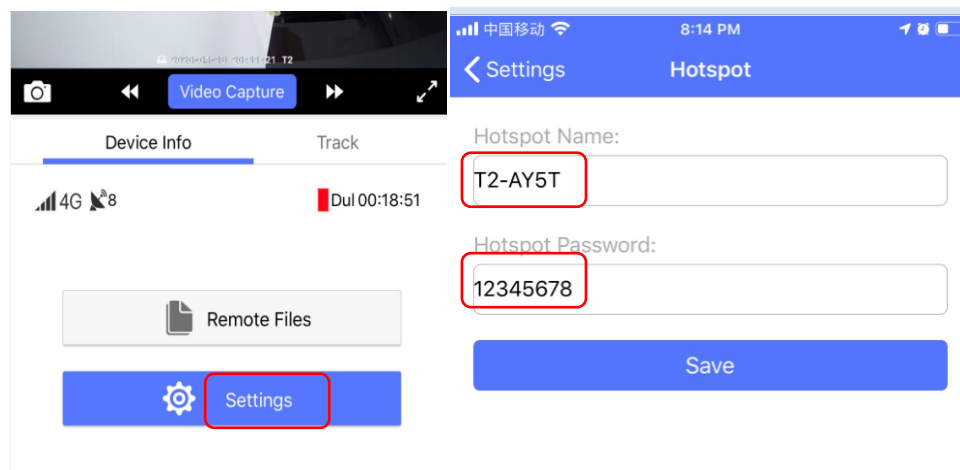 T2
Video Capture
Device Info
Track
4G
8
Dul 00:18:51
Remote Files
Settings
中国移动
8:14 PM
Settings
Hotspot
Hotspot Name:
T2-AY5T
Hotspot Password:
12345678
Save